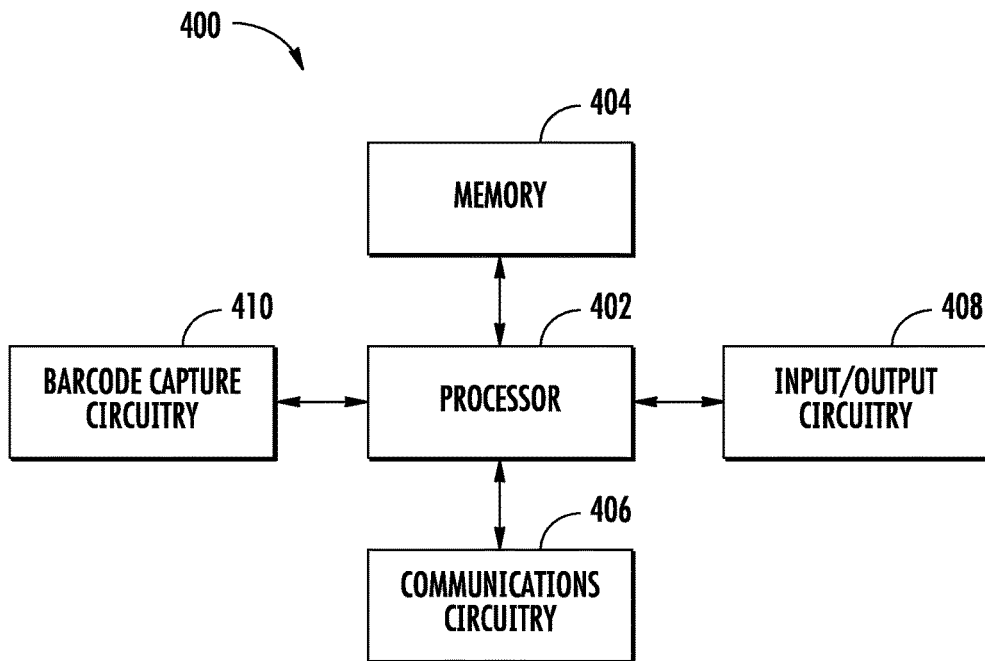 400
404
MEMORY
410
402
408
BARCODE CAPTURE
CIRCUITRY
PROCESSOR
INPUT/OUTPUT
CIRCUITRY
406
COMMUNICATIONS
CIRCUITRY